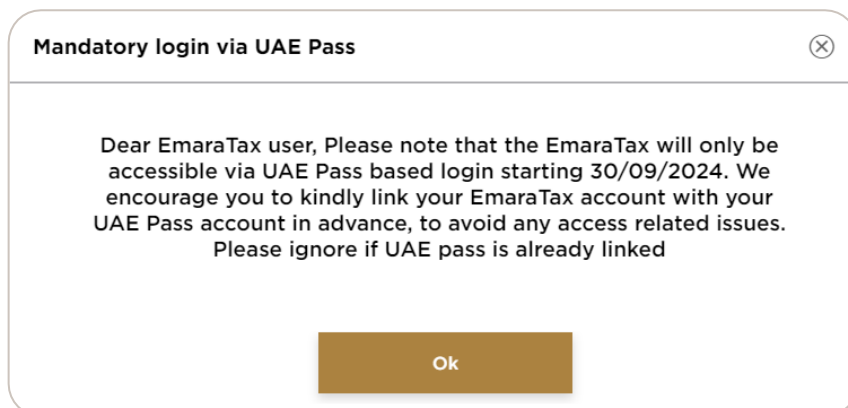 Mandatory login via UAE Pass
Dear EmaraTax user, Please note that the EmaraTax will only be
accessible via UAE Pass based login starting 30/09/2024. We
encourage you to kindly link your EmaraTax account with your
UAE Pass account in advance, to avoid any access related issues.
Please ignore if UAE pass is already linked
Ok